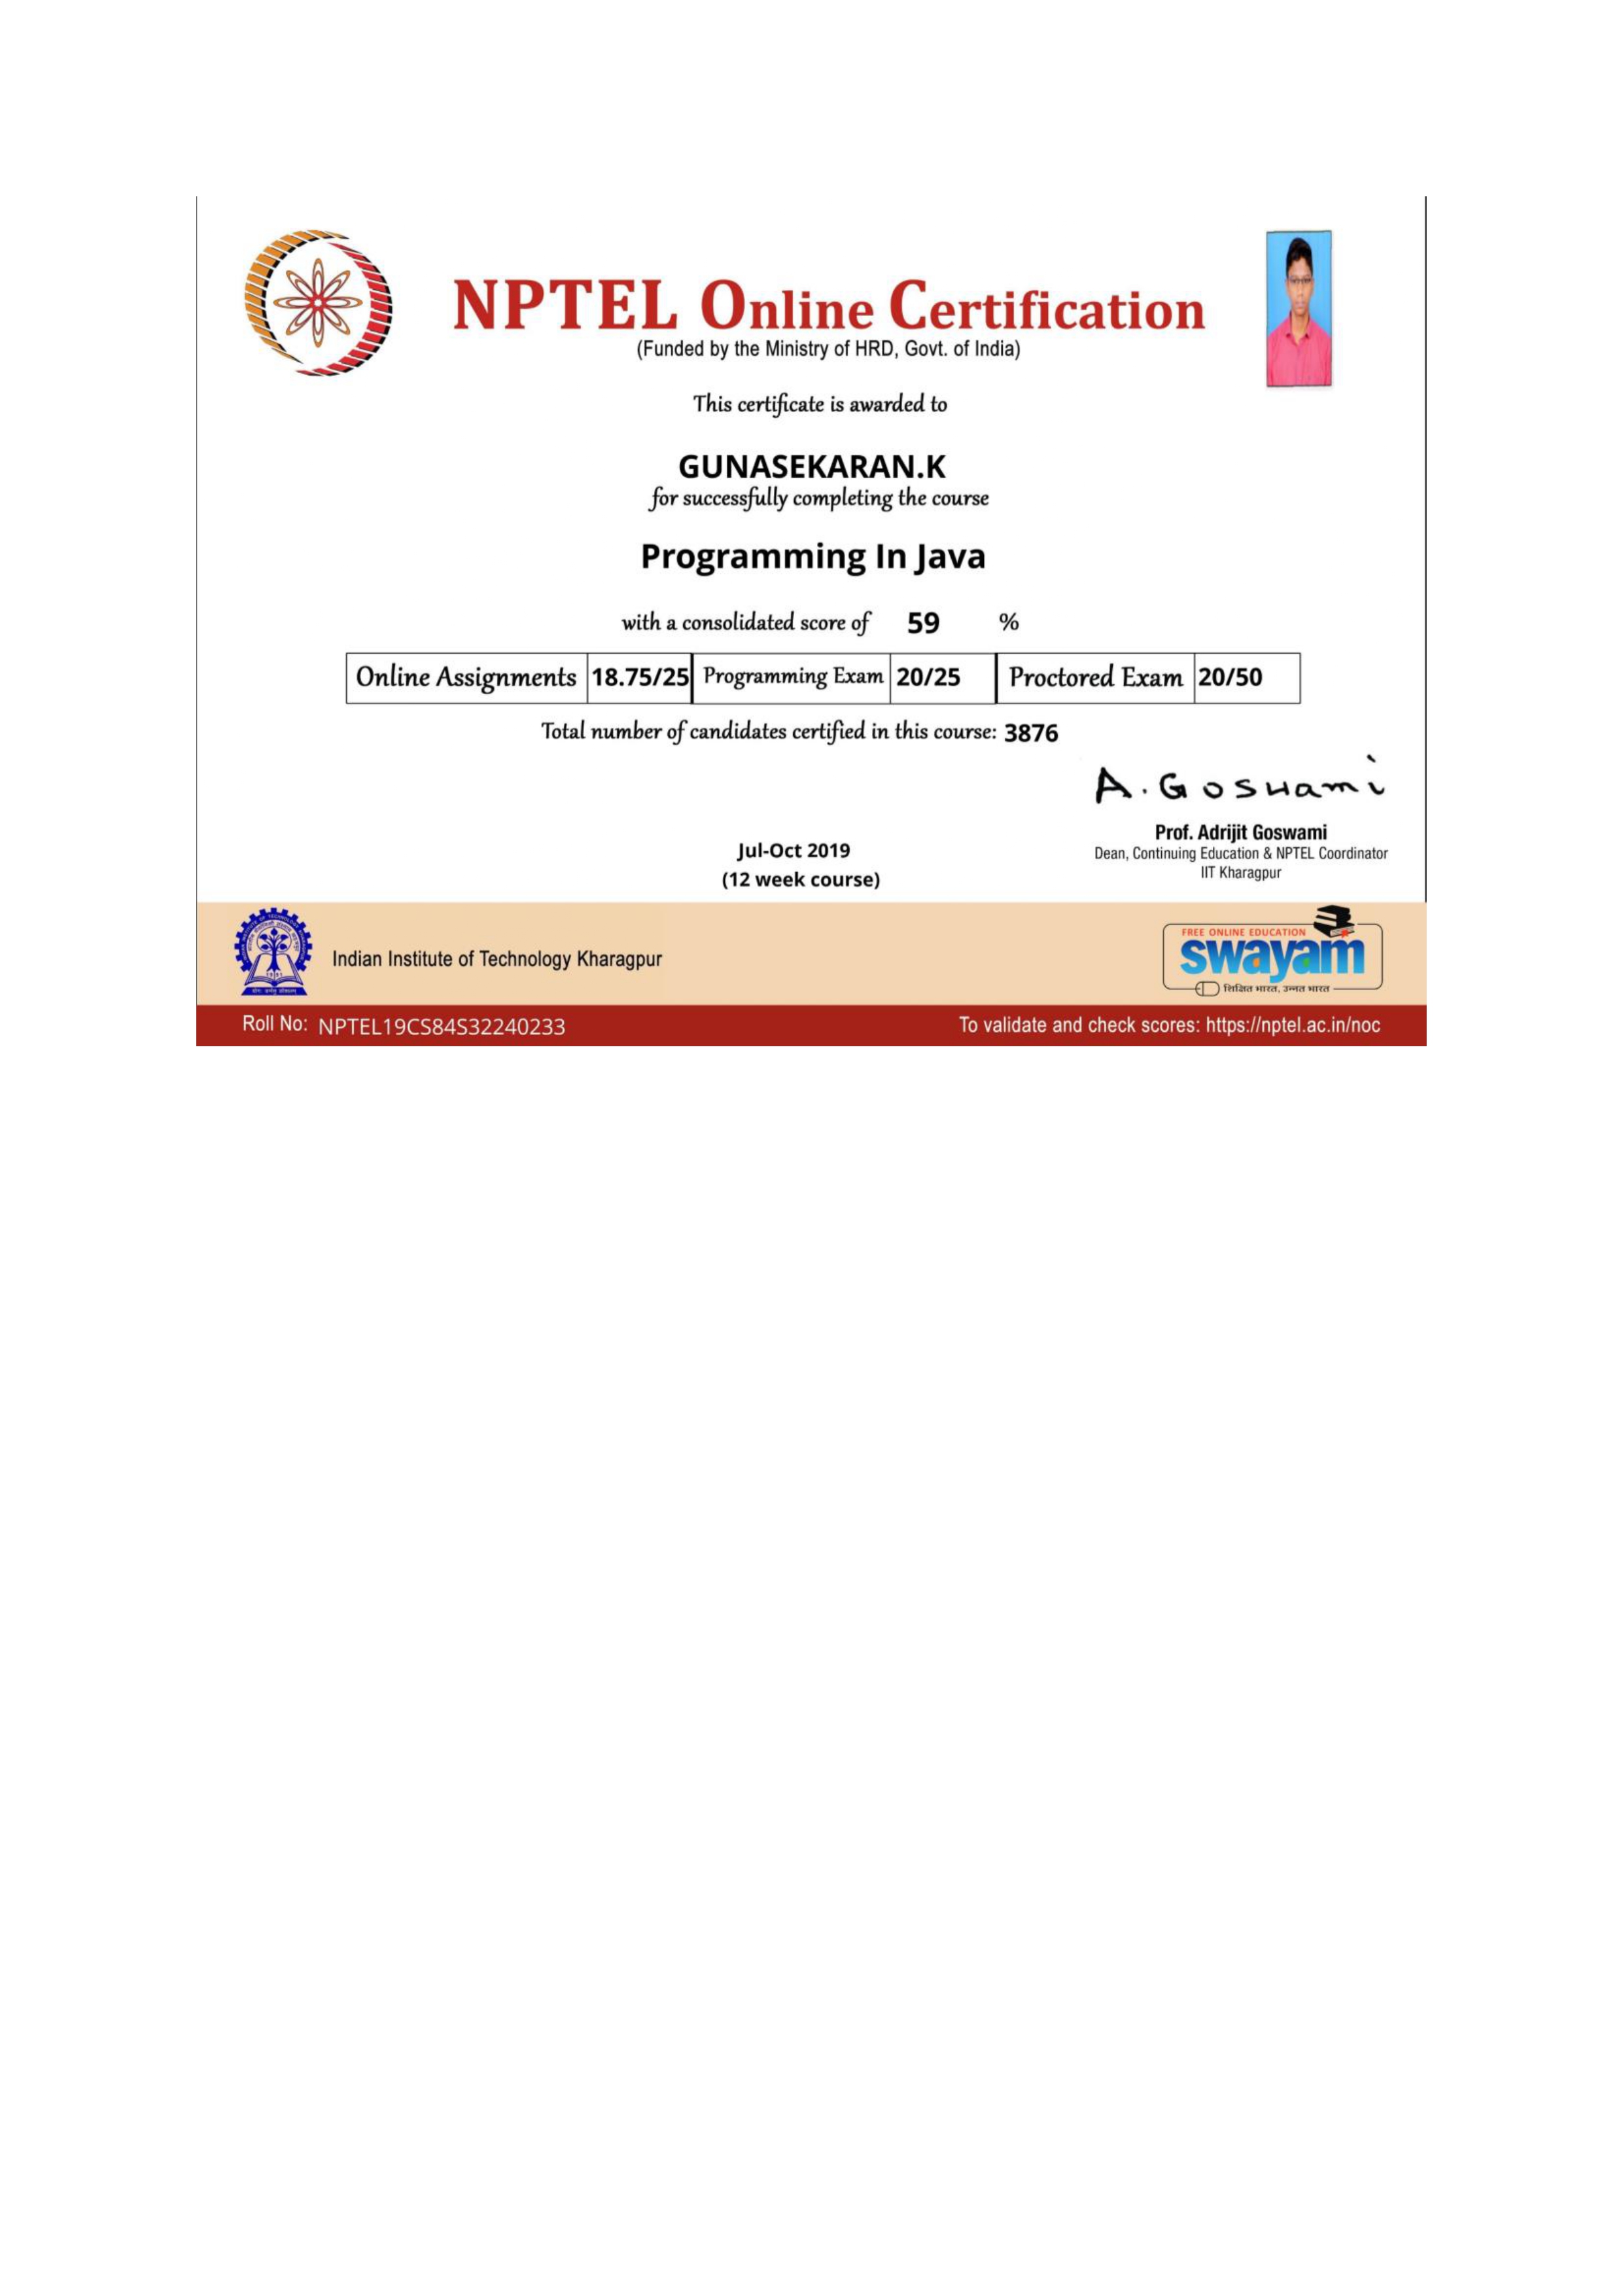 NPTEL Online Certification
(Funded by the Ministry of HRD, Govt. of India)
This certificate is awarded to
GUNASEKARAN.K
for successfully completing the course
Programming In Java
with a consolidated score of 59 %
Online Assignments 18.75/25 Programming Exam 20/25 Proctored Exam 20/50
Total number of candidates certified in this course: 3876
A. Goswami
Prof. Adrijit Goswami
Dean, Continuing Education & NPTEL Coordinator
IIT Kharagpur
Jul-Oct 2019
(12 week course)
Indian Institute of Technology Kharagpur
FREE ONLINE EDUCATION
swayam
शिक्षित भारत, उन्नत भारत
Roll No: NPTEL19CS84S32240233
To validate and check scores: https://nptel.ac.in/noc